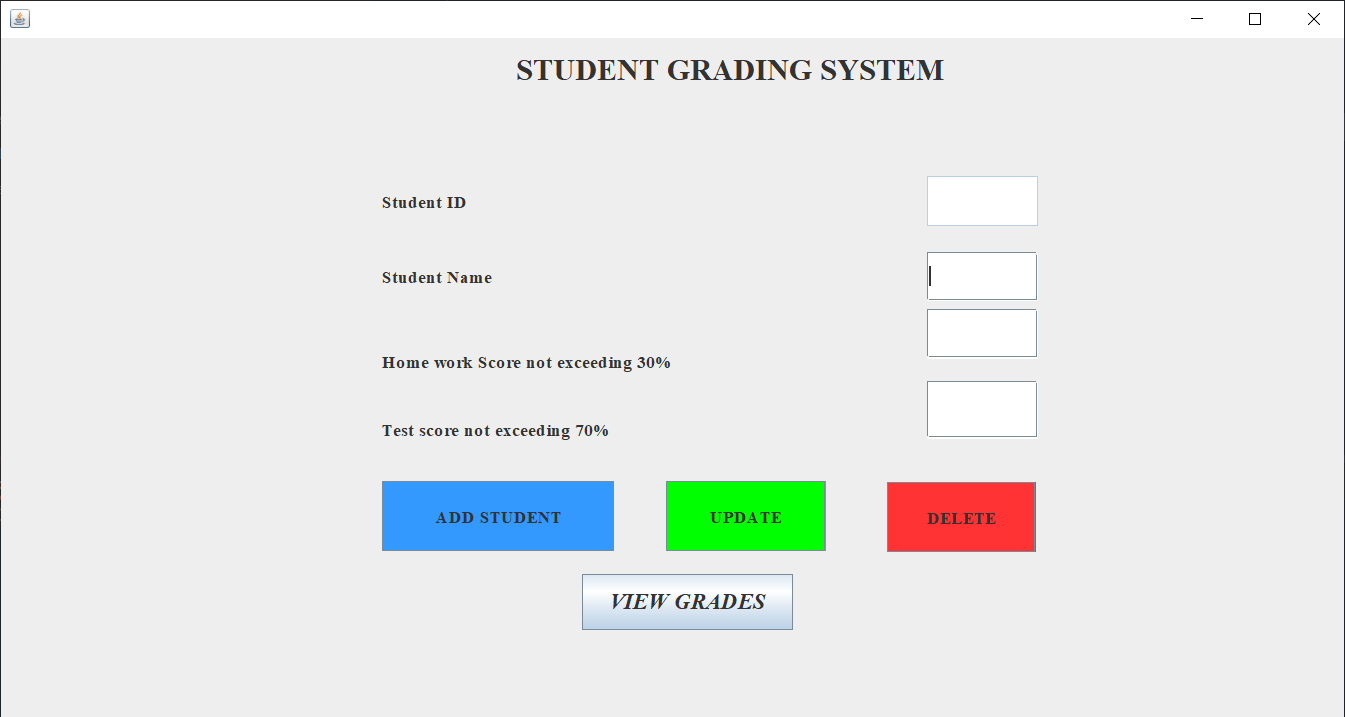 STUDENT GRADING SYSTEM
Student ID
Student Name
Home work Score not exceeding 30%
Test score not exceeding 70%
ADD STUDENT
UPDATE
DELETE
VIEW GRADES